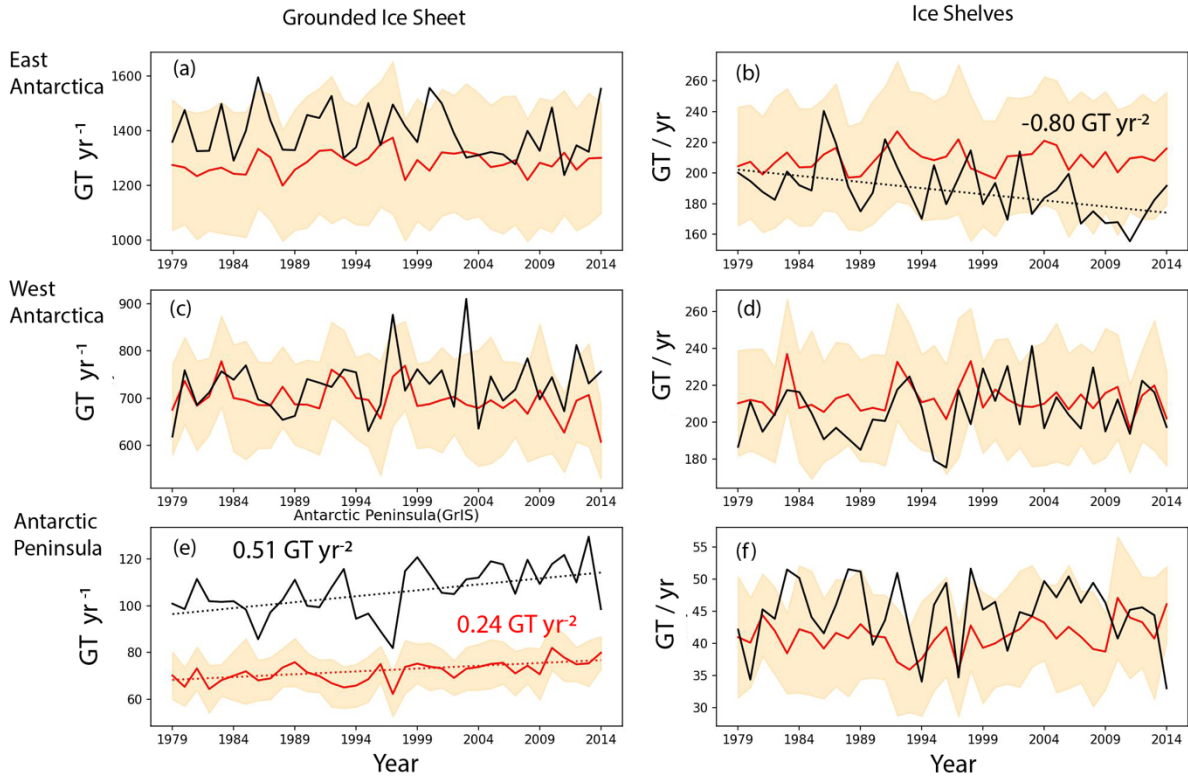 Grounded Ice Sheet
Ice Shelves
East
Antarctica
(a)
GT yr⁻¹
1600
1400
1200
1000
1979 1984 1989 1994 1999 2004 2009 2014
(b)
-0.80 GT yr⁻²
GT / yr
260
240
220
200
180
160
1979 1984 1989 1994 1999 2004 2009 2014
West
Antarctica
(c)
GT yr⁻¹
900
800
700
600
1979 1984 1989 1994 1999 2004 2009 2014
(d)
GT / yr
260
240
220
200
180
1979 1984 1989 1994 1999 2004 2009 2014
Antarctic
Peninsula
Antarctic Peninsula(GrIS)
(e)
0.51 GT yr⁻²
0.24 GT yr⁻²
GT yr⁻¹
120
100
80
60
1979 1984 1989 1994 1999 2004 2009 2014
Year
(f)
GT / yr
55
50
45
40
35
30
1979 1984 1989 1994 1999 2004 2009 2014
Year